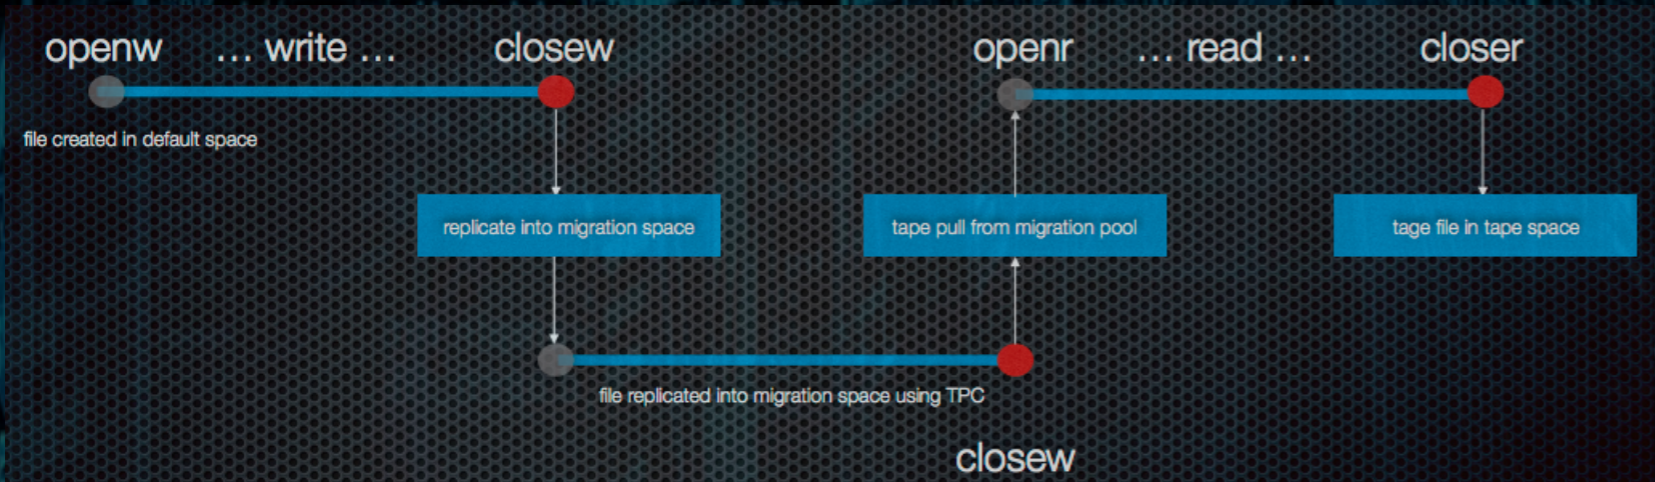 openw … write … closew
openr … read … closer
file created in default space
replicate into migration space
tape pull from migration pool
tage file in tape space
file replicated into migration space using TPC
closew